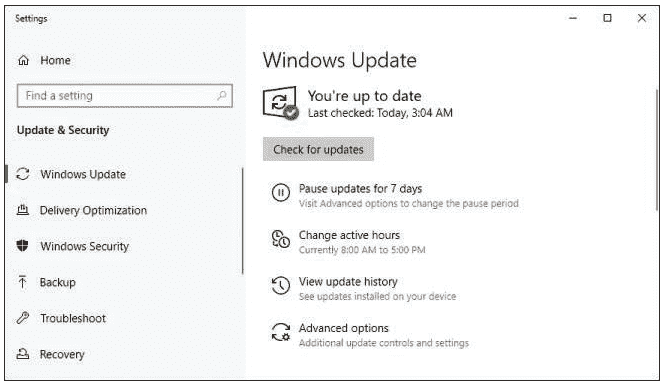 Settings
Home
Find a setting
Update & Security
Windows Update
Delivery Optimization
Windows Security
Backup
Troubleshoot
Recovery
Windows Update
You're up to date
Last checked: Today, 3:04 AM
Check for updates
Pause updates for 7 days
Visit Advanced options to change the pause period
Change active hours
Currently 8:00 AM to 5:00 PM
View update history
See updates installed on your device
Advanced options
Additional update controls and settings